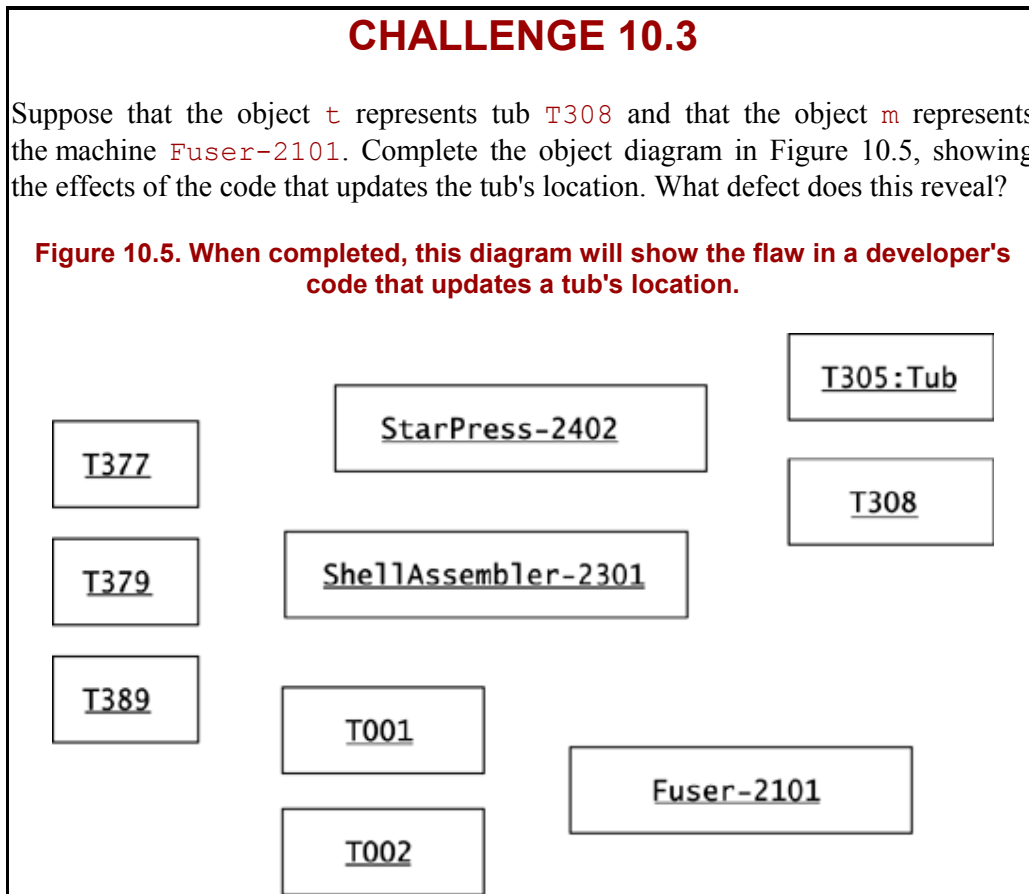 CHALLENGE 10.3
Suppose that the object t represents tub T308 and that the object m represents
the machine Fuser-2101. Complete the object diagram in Figure 10.5, showing
the effects of the code that updates the tub's location. What defect does this reveal?
Figure 10.5. When completed, this diagram will show the flaw in a developer's
code that updates a tub's location.
T305:Tub
StarPress-2402
T377
T308
ShellAssembler-2301
T379
T389
T001
Fuser-2101
T002